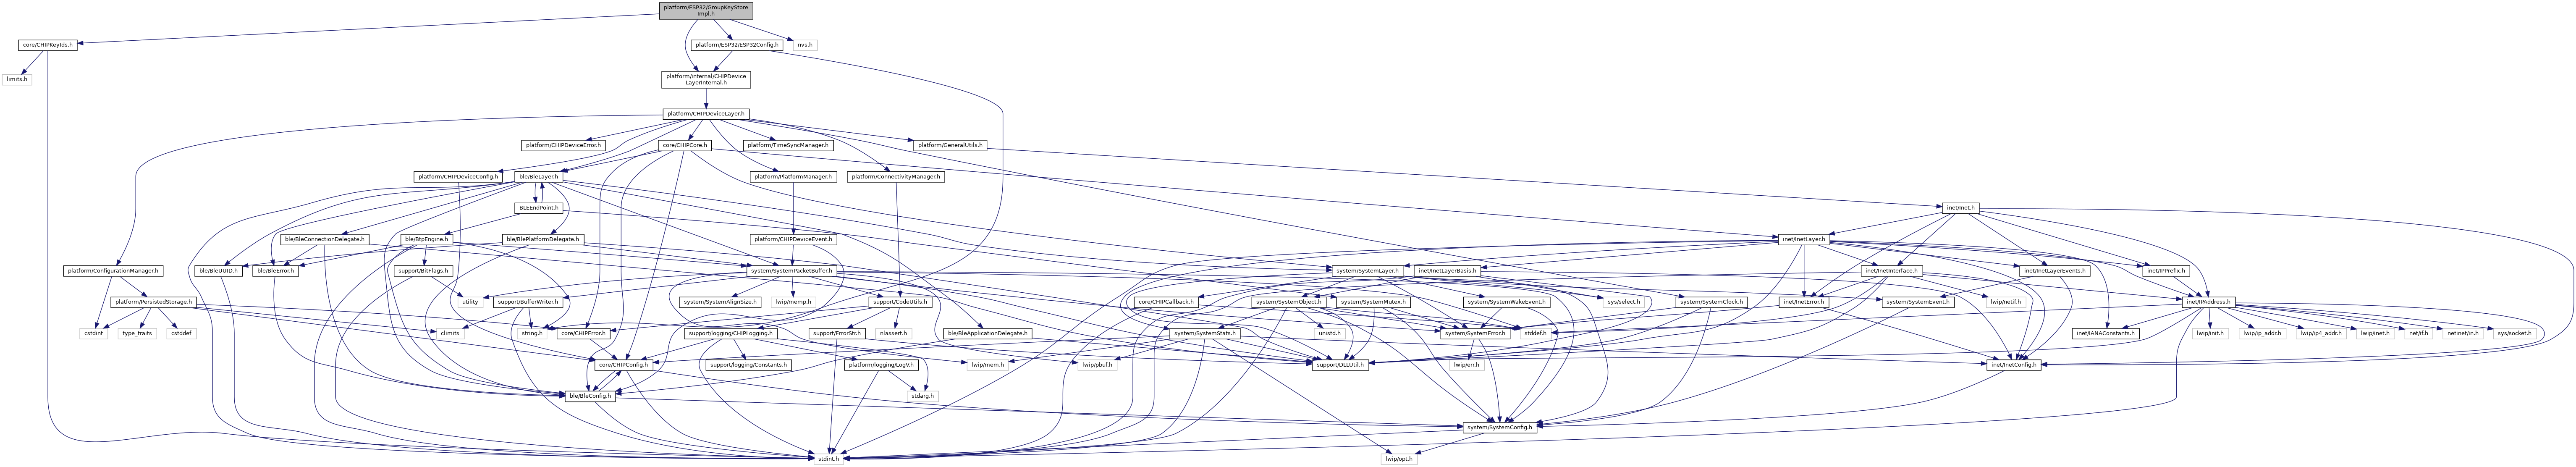 platform/ESP32/GroupKeyStore
Impl.h
core/CHIPKeyIds.h
platform/ESP32/ESP32Config.h
nvs.h
limits.h
platform/internal/CHIPDevice
LayerInternal.h
platform/CHIPDeviceLayer.h
platform/CHIPDeviceError.h
core/CHIPCore.h
platform/TimeSyncManager.h
platform/GeneralUtils.h
platform/CHIPDeviceConfig.h
ble/BleLayer.h
platform/PlatformManager.h
platform/ConnectivityManager.h
BLEEndPoint.h
inet/Inet.h
ble/BleConnectionDelegate.h
ble/BtpEngine.h
ble/BlePlatformDelegate.h
platform/CHIPDeviceEvent.h
inet/InetLayer.h
platform/ConfigurationManager.h
ble/BleUUID.h
ble/BleError.h
support/BitFlags.h
system/SystemPacketBuffer.h
system/SystemLayer.h
inet/InetLayerBasis.h
inet/InetInterface.h
inet/InetLayerEvents.h
inet/IPPrefix.h
platform/PersistedStorage.h
utility
support/BufferWriter.h
system/SystemAlignSize.h
lwip/memp.h
support/CodeUtils.h
core/CHIPCallback.h
system/SystemObject.h
system/SystemMutex.h
system/SystemWakeEvent.h
sys/select.h
system/SystemClock.h
inet/InetError.h
system/SystemEvent.h
lwip/netif.h
inet/IPAddress.h
cstdint
type_traits
cstddef
climits
string.h
core/CHIPError.h
support/logging/CHIPLogging.h
support/ErrorStr.h
nlassert.h
ble/BleApplicationDelegate.h
system/SystemStats.h
unistd.h
system/SystemError.h
stddef.h
inet/IANAConstants.h
lwip/init.h
lwip/ip_addr.h
lwip/ip4_addr.h
lwip/inet.h
net/if.h
netinet/in.h
sys/socket.h
core/CHIPConfig.h
support/logging/Constants.h
platform/logging/LogV.h
lwip/mem.h
lwip/pbuf.h
support/DLLUtil.h
lwip/err.h
inet/InetConfig.h
ble/BleConfig.h
stdarg.h
system/SystemConfig.h
stdint.h
lwip/opt.h